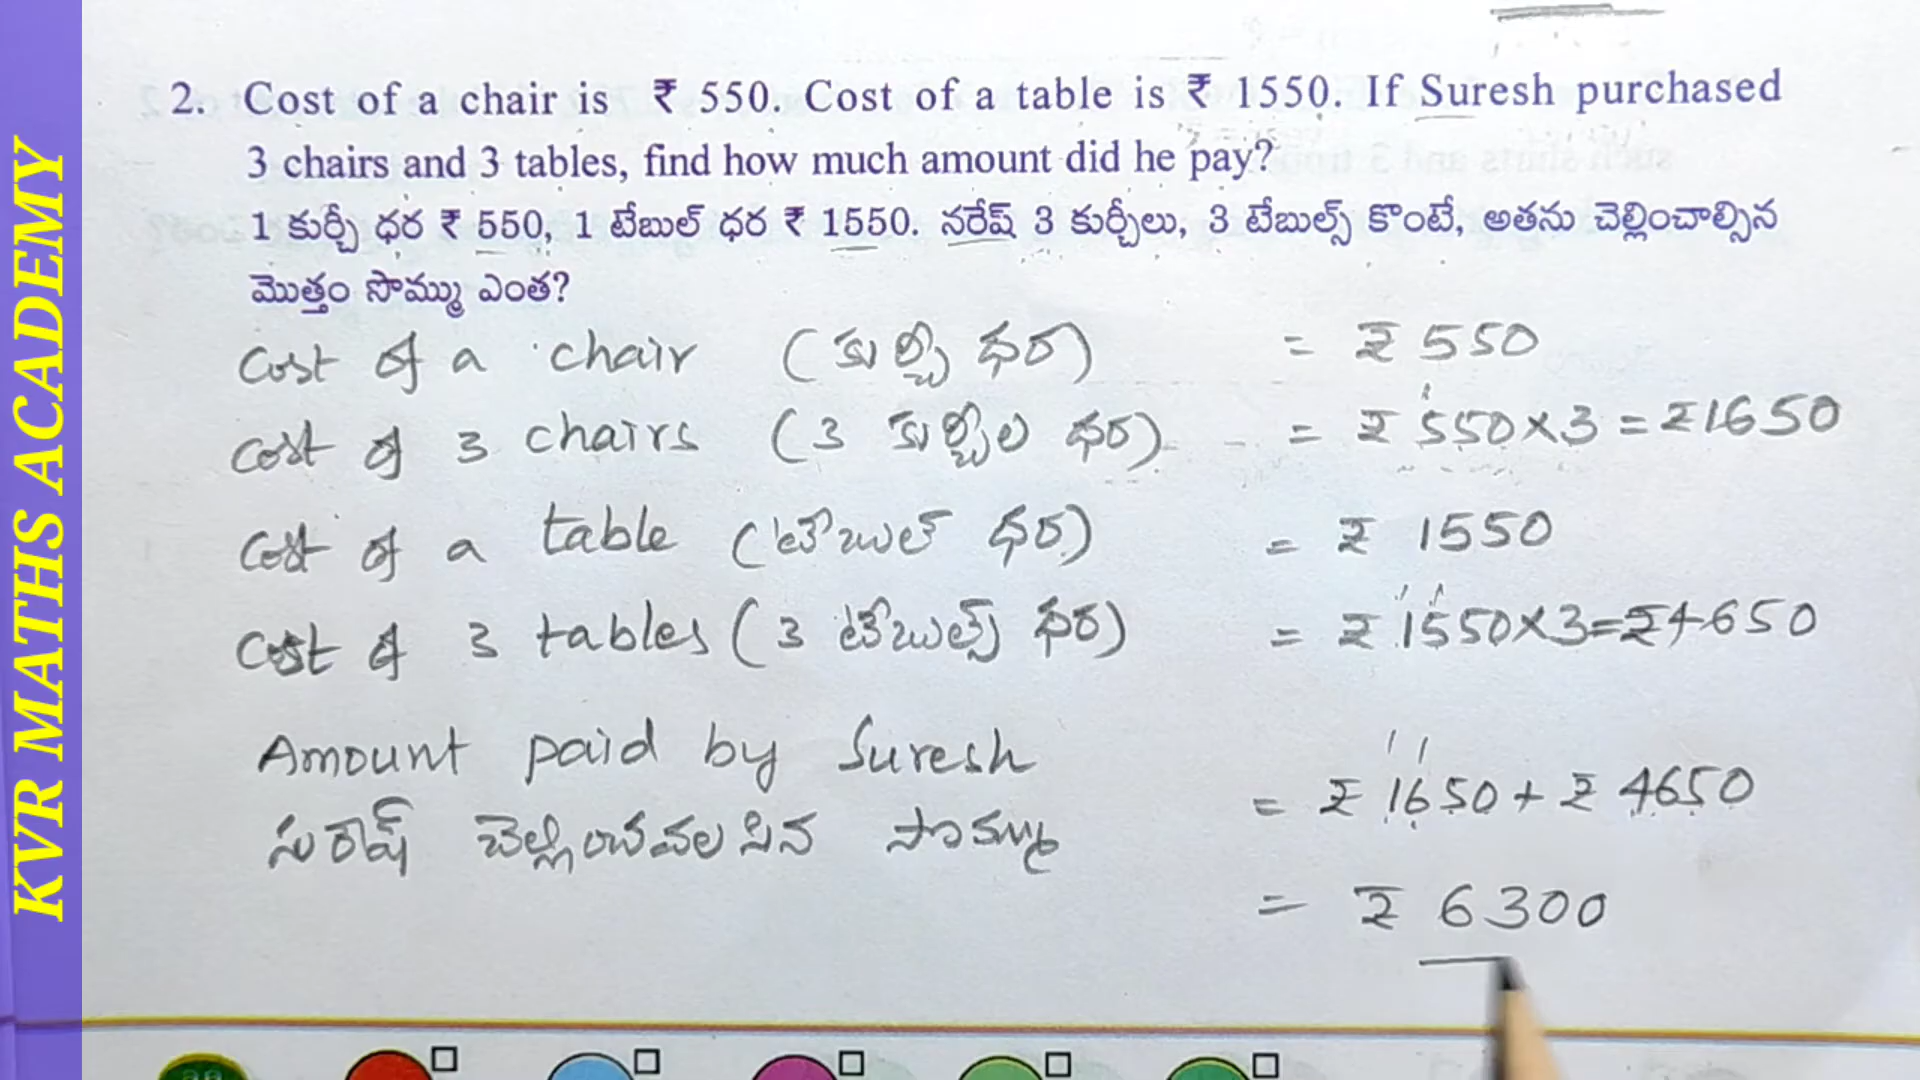 KVR MATHS ACADEMY
2. Cost of a chair is ₹ 550. Cost of a table is ₹ 1550. If Suresh purchased
3 chairs and 3 tables, find how much amount did he pay?
1 కుర్చీ ధర ₹ 550, 1 టేబుల్ ధర ₹ 1550. నరేష్ 3 కుర్చీలు, 3 టేబుల్స్ కొంటే, అతను చెల్లించాల్సిన
మొత్తం సొమ్ము ఎంత?
Cost of a chair (కుర్చీ ధర) = ₹ 550
Cost of 3 chairs (3 కుర్చీల ధర) = ₹ 550×3 = ₹1650
Cost of a table (టేబుల్ ధర) = ₹ 1550
Cost of 3 tables (3 టేబుల్స్ ధర) = ₹ 1550×3=₹4650
Amount paid by Suresh
సురేష్ చెల్లించవలసిన సొమ్ము = ₹ 1650 + ₹ 4650
= ₹ 6300